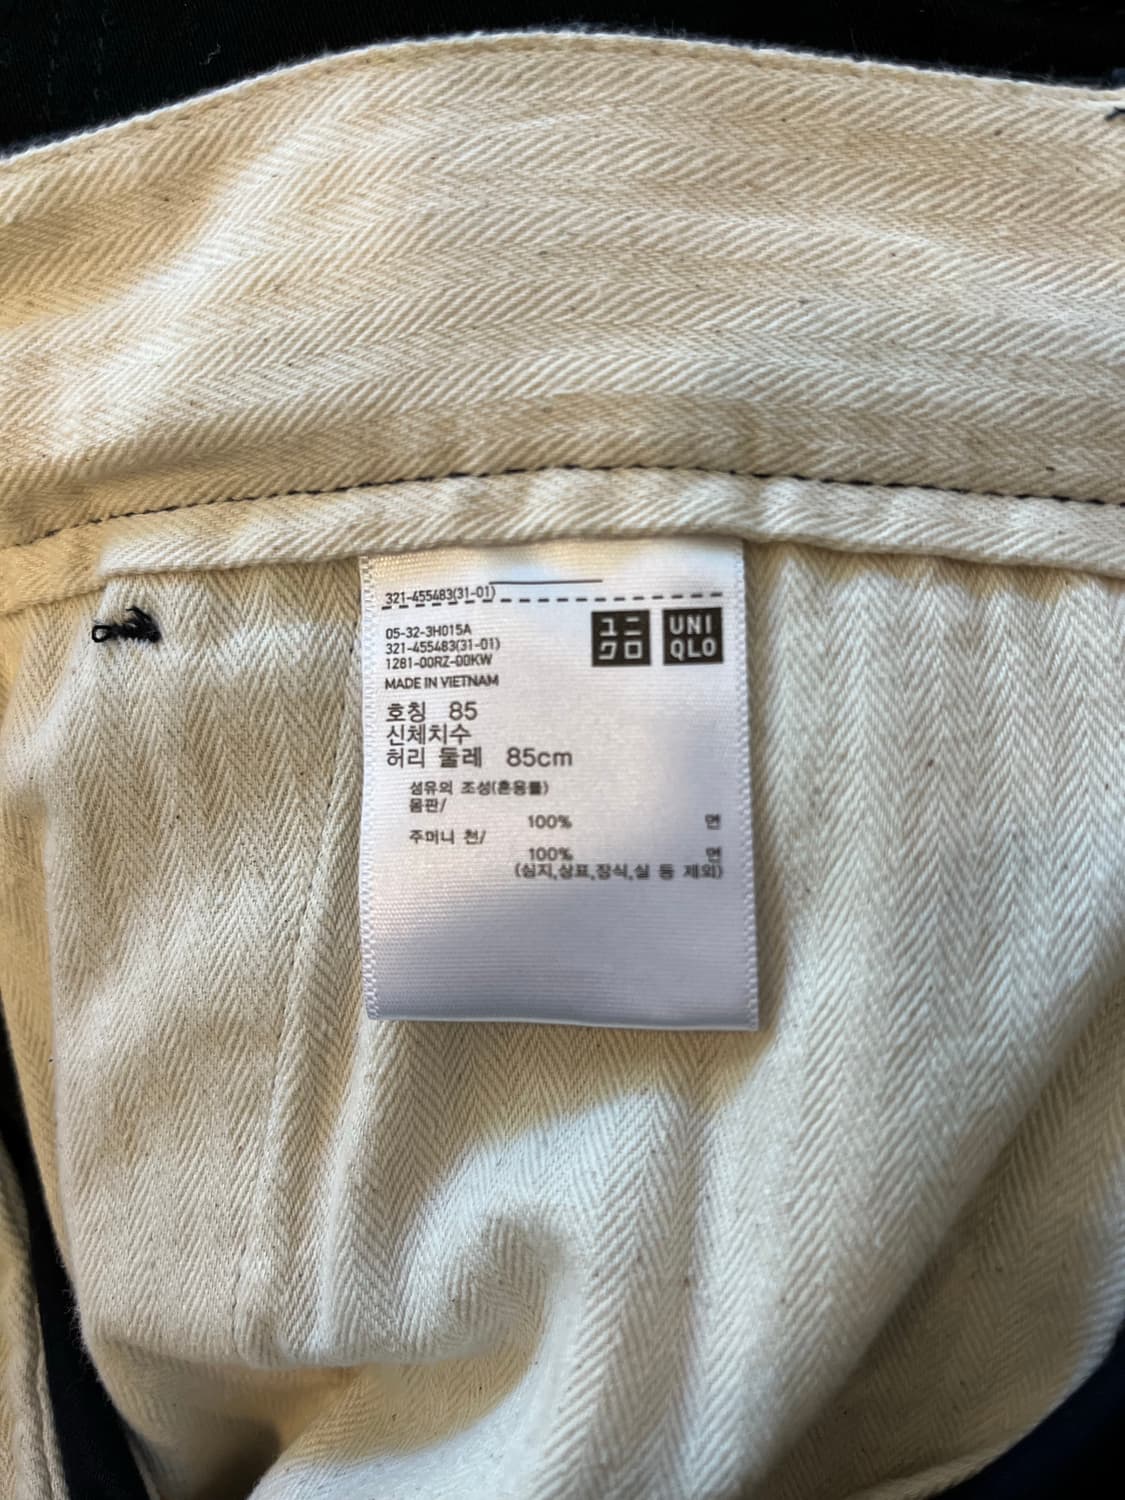 321-455483(31-01)
05-32-3H015A
321-455483(31-01)
1281-00RZ-00KW
MADE IN VIETNAM
ユニ
クロ
UNI
QLO
호칭 85
신체치수
허리 둘레 85cm
섬유의 조성(혼용률)
몸판/
100% 면
주머니 천/
100% 면
(심지,상표,장식,실 등 제외)